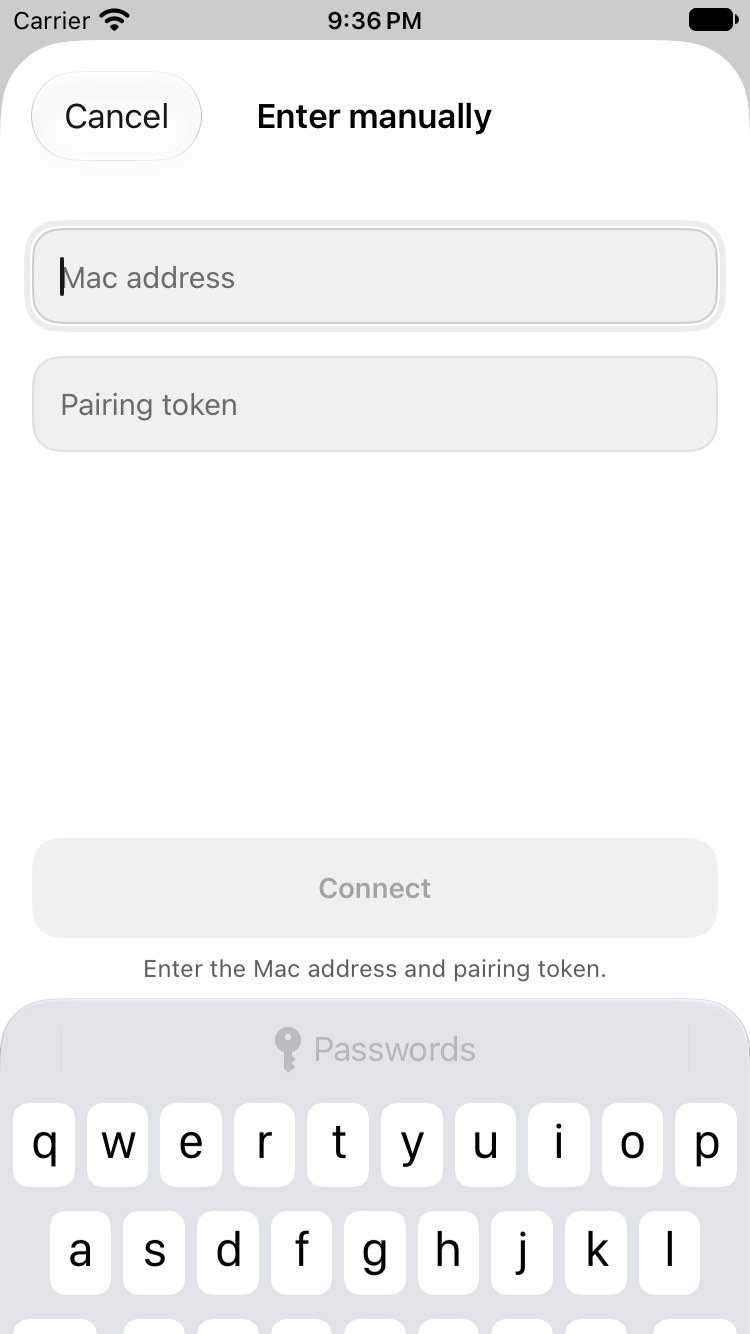 Carrier 9:36 PM
Cancel Enter manually
Mac address
Pairing token
Connect
Enter the Mac address and pairing token.
Passwords
q w e r t y u i o p
a s d f g h j k l